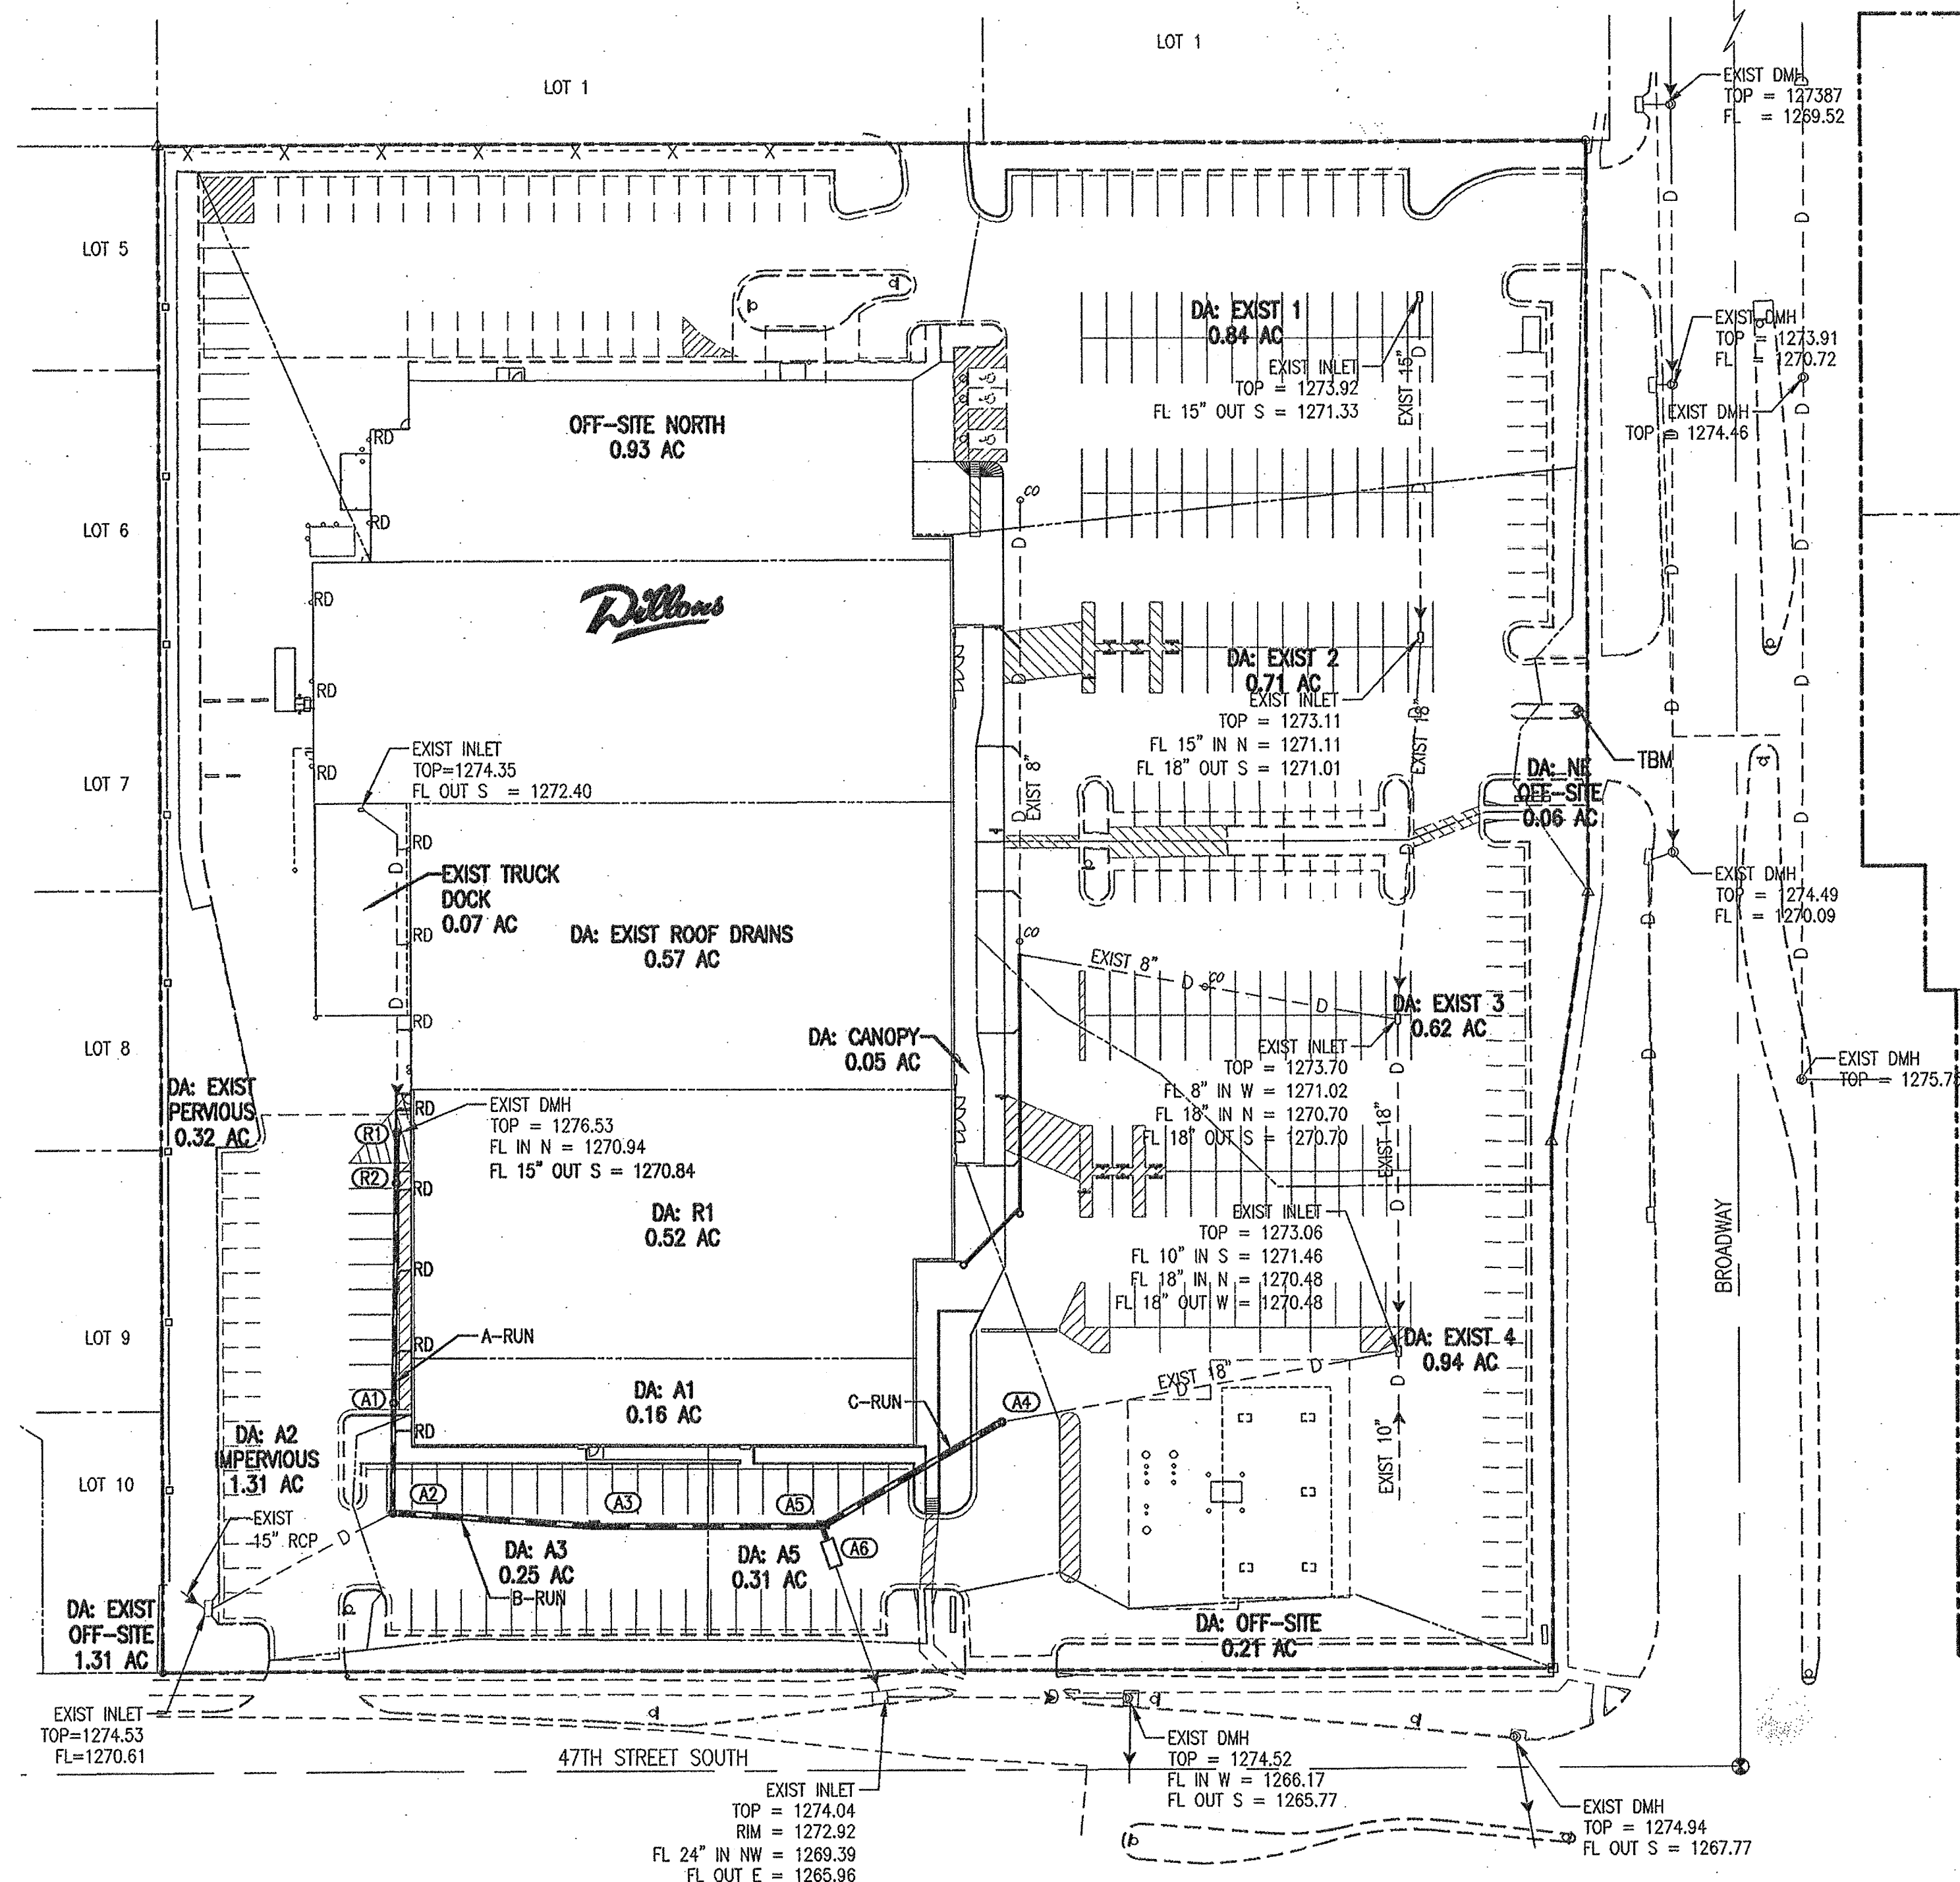 LOT 1
LOT 1
EXIST DMH
TOP = 127387
FL = 1269.52
LOT 5
DA: EXIST 1
0.84 AC
EXIST INLET
TOP = 1273.92
FL 15" OUT S = 1271.33
EXIST 15"
EXIST DMH
TOP = 1273.91
FL = 1270.72
EXIST DMH
TOP = 1274.46
OFF-SITE NORTH
0.93 AC
RD
RD
CO
LOT 6
Dillons
RD
RD
RD
DA: EXIST 2
0.71 AC
EXIST INLET
TOP = 1273.11
FL 15" IN N = 1271.11
FL 18" OUT S = 1271.01
EXIST 18"
TBM
EXIST INLET
TOP=1274.35
FL OUT S = 1272.40
EXIST 8"
LOT 7
DA: NE
OFF-SITE
0.06 AC
RD
EXIST TRUCK
DOCK
0.07 AC
EXIST DMH
TOP = 1274.49
FL = 1270.09
DA: EXIST ROOF DRAINS
0.57 AC
RD
CO
EXIST 8"
CO
RD
DA: EXIST 3
0.62 AC
LOT 8
DA: CANOPY
0.05 AC
EXIST INLET
TOP = 1273.70
FL 8" IN W = 1271.02
FL 18" IN N = 1270.70
FL 18" OUT S = 1270.70
EXIST 18"
EXIST DMH
TOP = 1275.7
DA: EXIST
PERVIOUS
0.32 AC
RD
R1
R2
EXIST DMH
TOP = 1276.53
FL IN N = 1270.94
FL 15" OUT S = 1270.84
RD
DA: R1
0.52 AC
EXIST INLET
TOP = 1273.06
FL 10" IN S = 1271.46
FL 18" IN N = 1270.48
FL 18" OUT W = 1270.48
BROADWAY
RD
LOT 9
A-RUN
RD
DA: EXIST 4
0.94 AC
EXIST 18"
DA: A1
0.16 AC
C-RUN
A1
A4
RD
DA: A2
IMPERVIOUS
1.31 AC
EXIST 10"
LOT 10
A2
A3
A5
A6
EXIST
15" RCP
DA: A3
0.25 AC
DA: A5
0.31 AC
B-RUN
DA: EXIST
OFF-SITE
1.31 AC
DA: OFF-SITE
0.21 AC
EXIST INLET
TOP=1274.53
FL=1270.61
47TH STREET SOUTH
EXIST INLET
TOP = 1274.04
RIM = 1272.92
FL 24" IN NW = 1269.39
FL OUT E = 1265.96
EXIST DMH
TOP = 1274.52
FL IN W = 1266.17
FL OUT S = 1265.77
EXIST DMH
TOP = 1274.94
FL OUT S = 1267.77